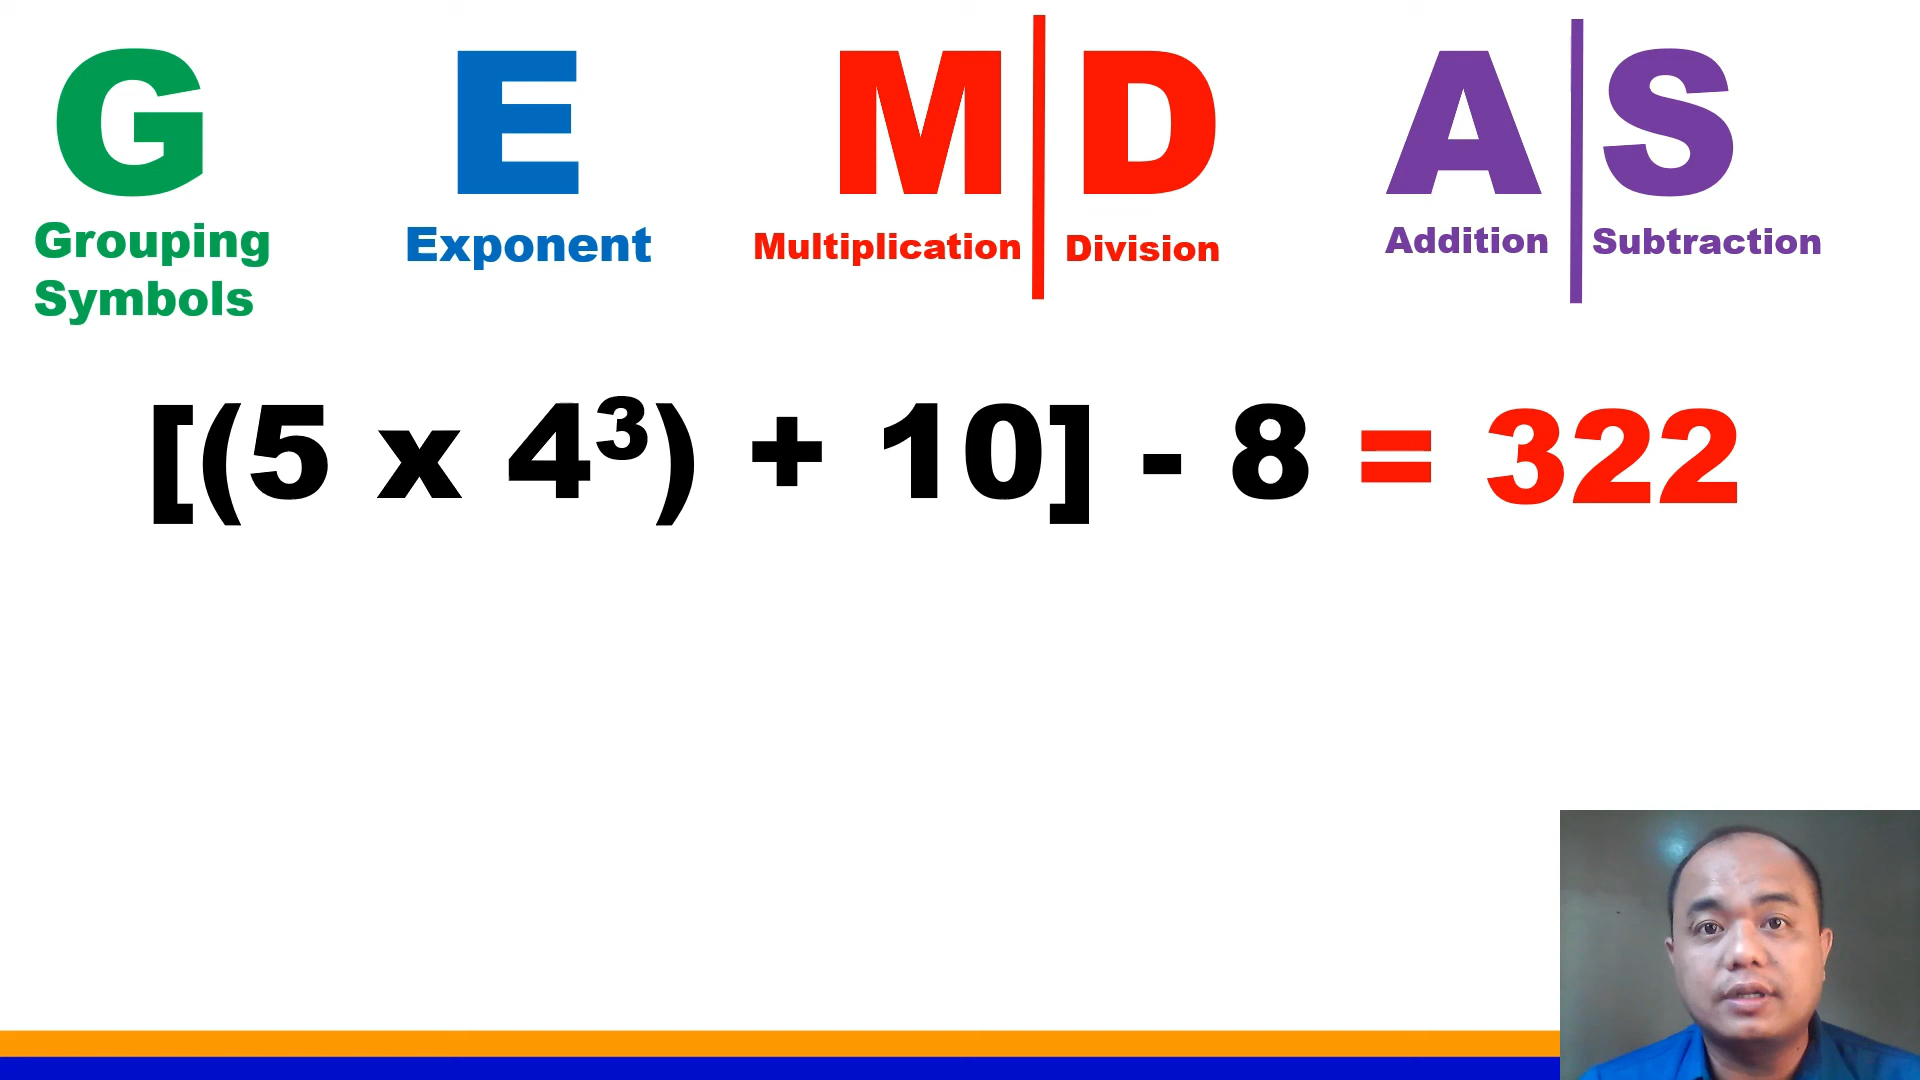 G E M D A S
Grouping Symbols
Exponent
Multiplication
Division
Addition
Subtraction
[(5 x 4³) + 10] - 8 = 322